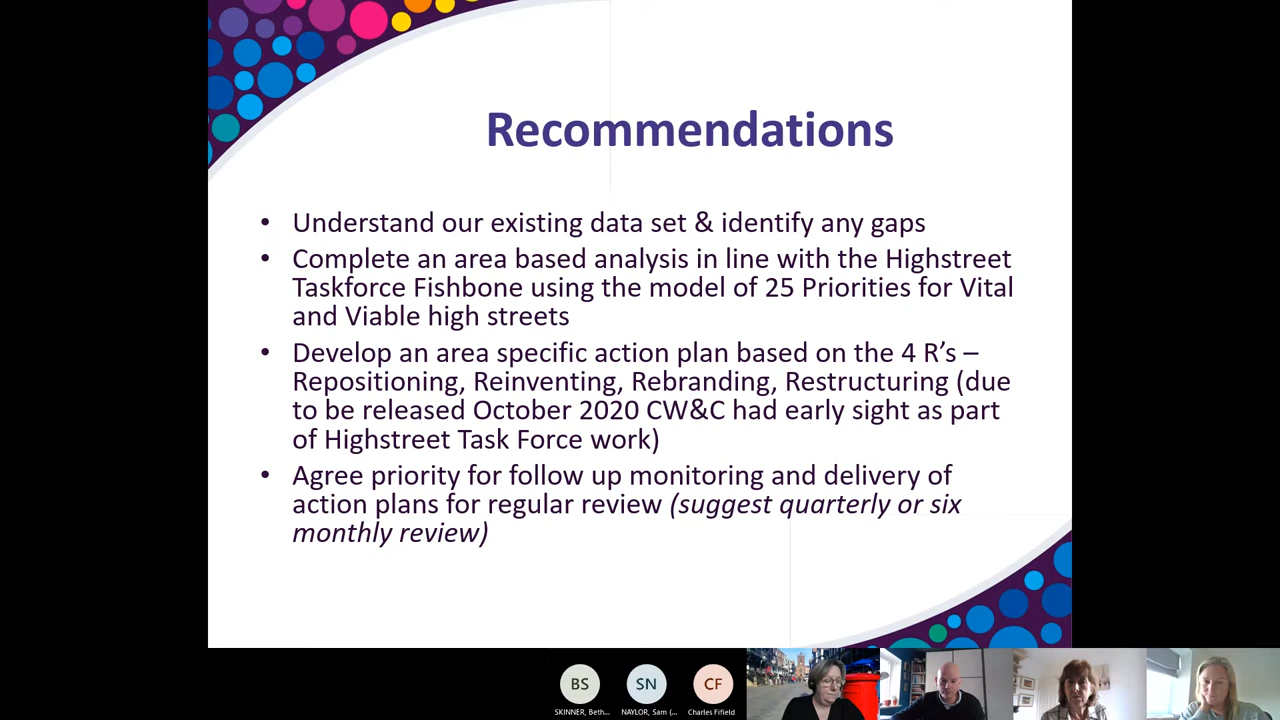 Recommendations
• Understand our existing data set & identify any gaps
• Complete an area based analysis in line with the Highstreet
Taskforce Fishbone using the model of 25 Priorities for Vital
and Viable high streets
• Develop an area specific action plan based on the 4 R’s –
Repositioning, Reinventing, Rebranding, Restructuring (due
to be released October 2020 CW&C had early sight as part
of Highstreet Task Force work)
• Agree priority for follow up monitoring and delivery of
action plans for regular review (suggest quarterly or six
monthly review)
BS SN CF
SKINNER, Beth... NAYLOR, Sam (... Charles Fifield